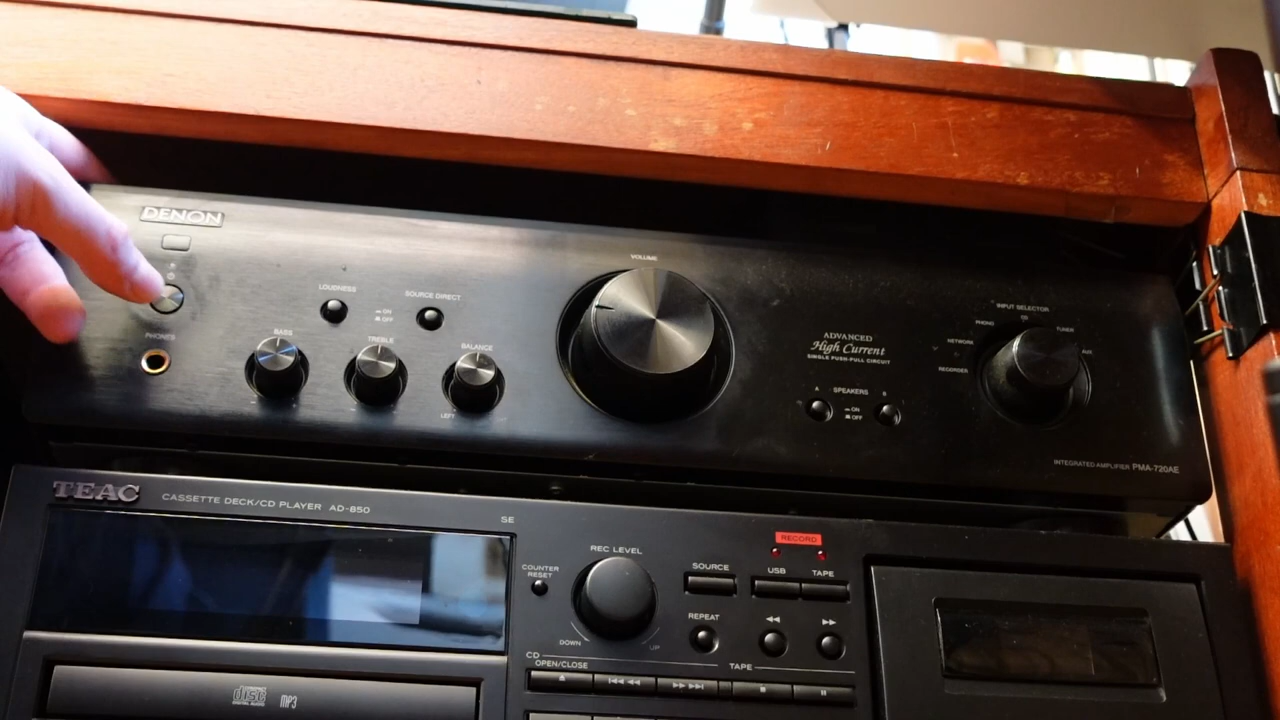 DENON
VOLUME
LOUDNESS
SOURCE DIRECT
ON
OFF
PHONES
BASS
TREBLE
BALANCE
LEFT
ADVANCED
High Current
SINGLE PUSH-PULL CIRCUIT
A SPEAKERS B
ON
OFF
INPUT SELECTOR
CD
PHONO
TUNER
NETWORK
AUX
RECORDER
INTEGRATED AMPLIFIER PMA-720AE
TEAC CASSETTE DECK/CD PLAYER AD-850
SE
RECORD
REC LEVEL
COUNTER
RESET
SOURCE
USB
TAPE
REPEAT
DOWN
UP
CD
TAPE
OPEN/CLOSE
disc
DIGITAL AUDIO
MP3